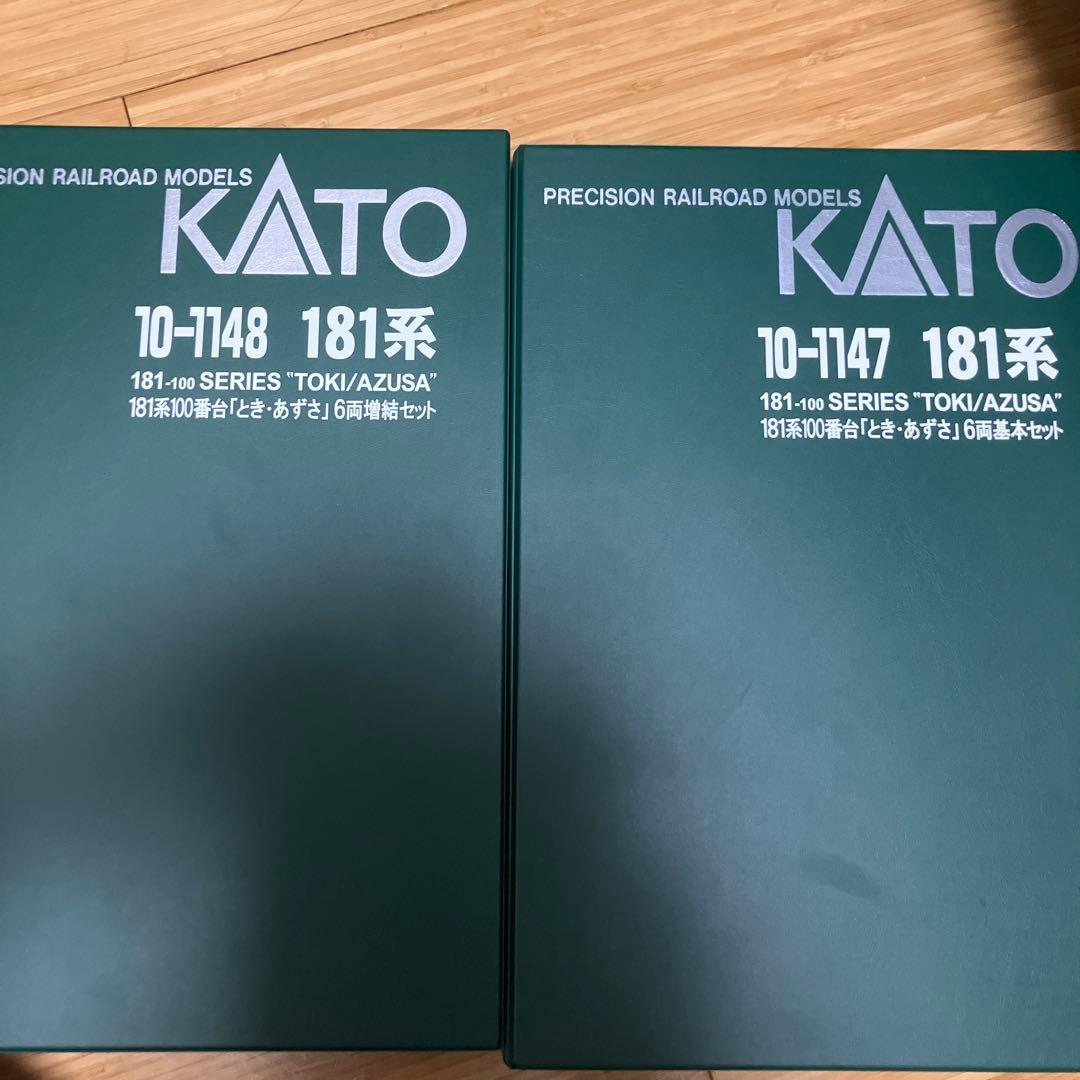 SION RAILROAD MODELS
KATO
10-1148 181系
181-100 SERIES "TOKI/AZUSA"
181系100番台「とき・あずさ」6両増結セット
PRECISION RAILROAD MODELS
KATO
10-1147 181系
181-100 SERIES "TOKI/AZUSA"
181系100番台「とき・あずさ」6両基本セット